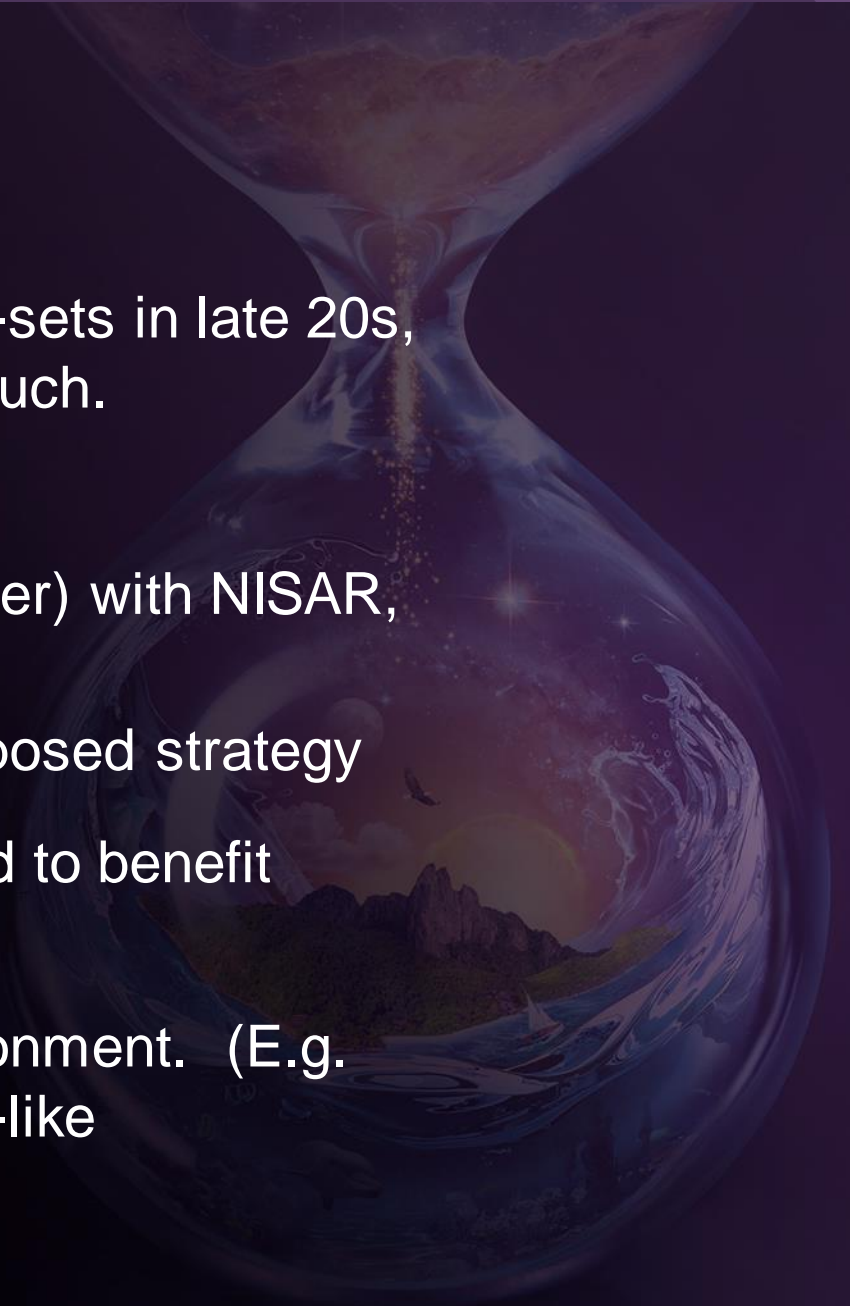 -sets in late 20s,
uch.
er) with NISAR,
posed strategy
d to benefit
onment. (E.g.
-like